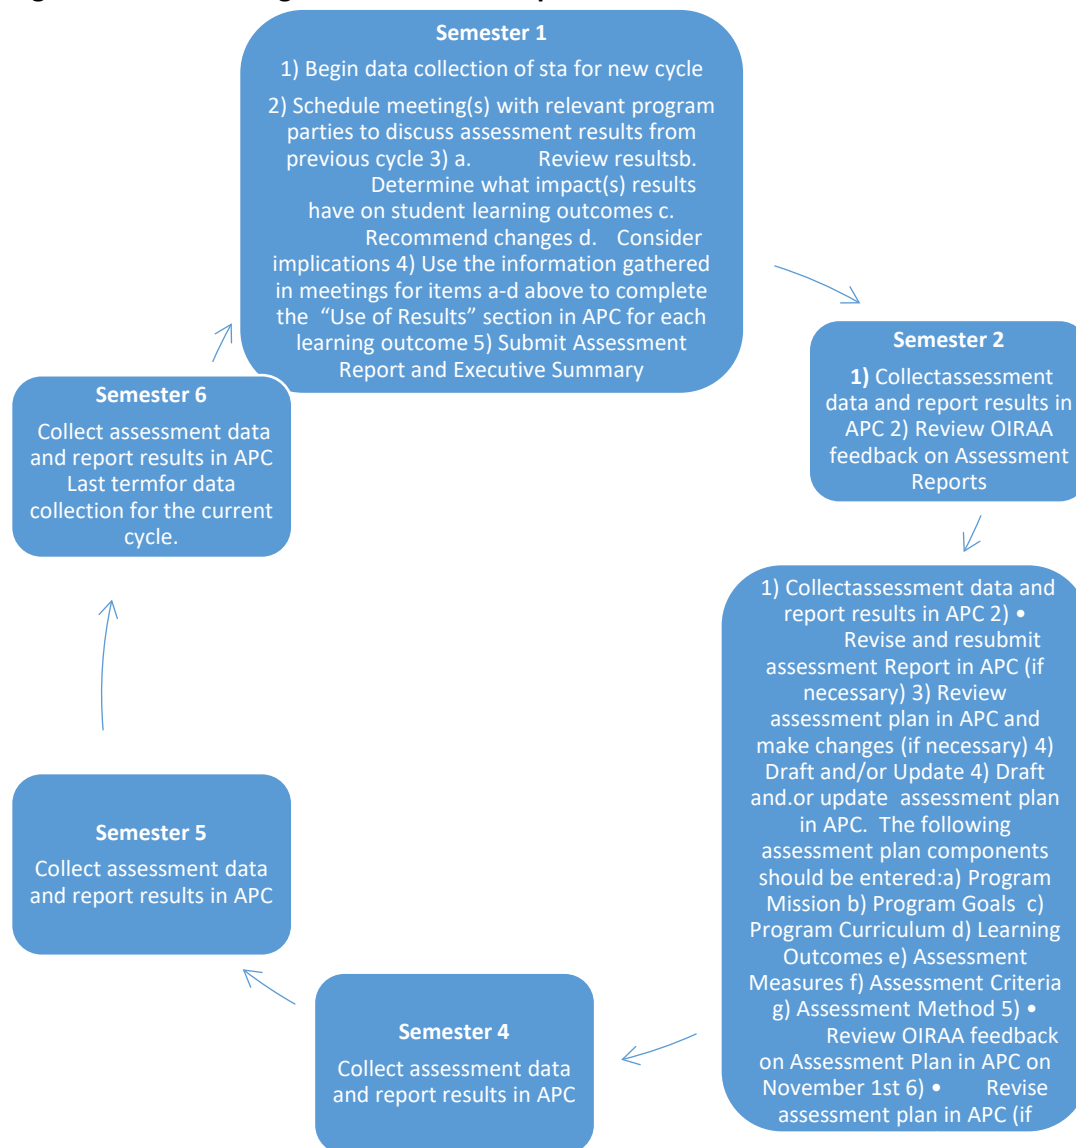 Semester 1
1) Begin data collection of sta for new cycle
2) Schedule meeting(s) with relevant program
parties to discuss assessment results from
previous cycle 3) a. Review resultsb.
Determine what impact(s) results
have on student learning outcomes c.
Recommend changes d. Consider
implications 4) Use the information gathered
in meetings for items a-d above to complete
the “Use of Results” section in APC for each
learning outcome 5) Submit Assessment
Report and Executive Summary
Semester 2
1) Collectassessment
data and report results in
APC 2) Review OIRAA
feedback on Assessment
Reports
1) Collectassessment data and
report results in APC 2) •
Revise and resubmit
assessment Report in APC (if
necessary) 3) Review
assessment plan in APC and
make changes (if necessary) 4)
Draft and/or Update 4) Draft
and.or update assessment plan
in APC. The following
assessment plan components
should be entered:a) Program
Mission b) Program Goals c)
Program Curriculum d) Learning
Outcomes e) Assessment
Measures f) Assessment Criteria
g) Assessment Method 5) •
Review OIRAA feedback
on Assessment Plan in APC on
November 1st 6) • Revise
assessment plan in APC (if
Semester 4
Collect assessment data
and report results in APC
Semester 5
Collect assessment data
and report results in APC
Semester 6
Collect assessment data
and report results in APC
Last termfor data
collection for the current
cycle.